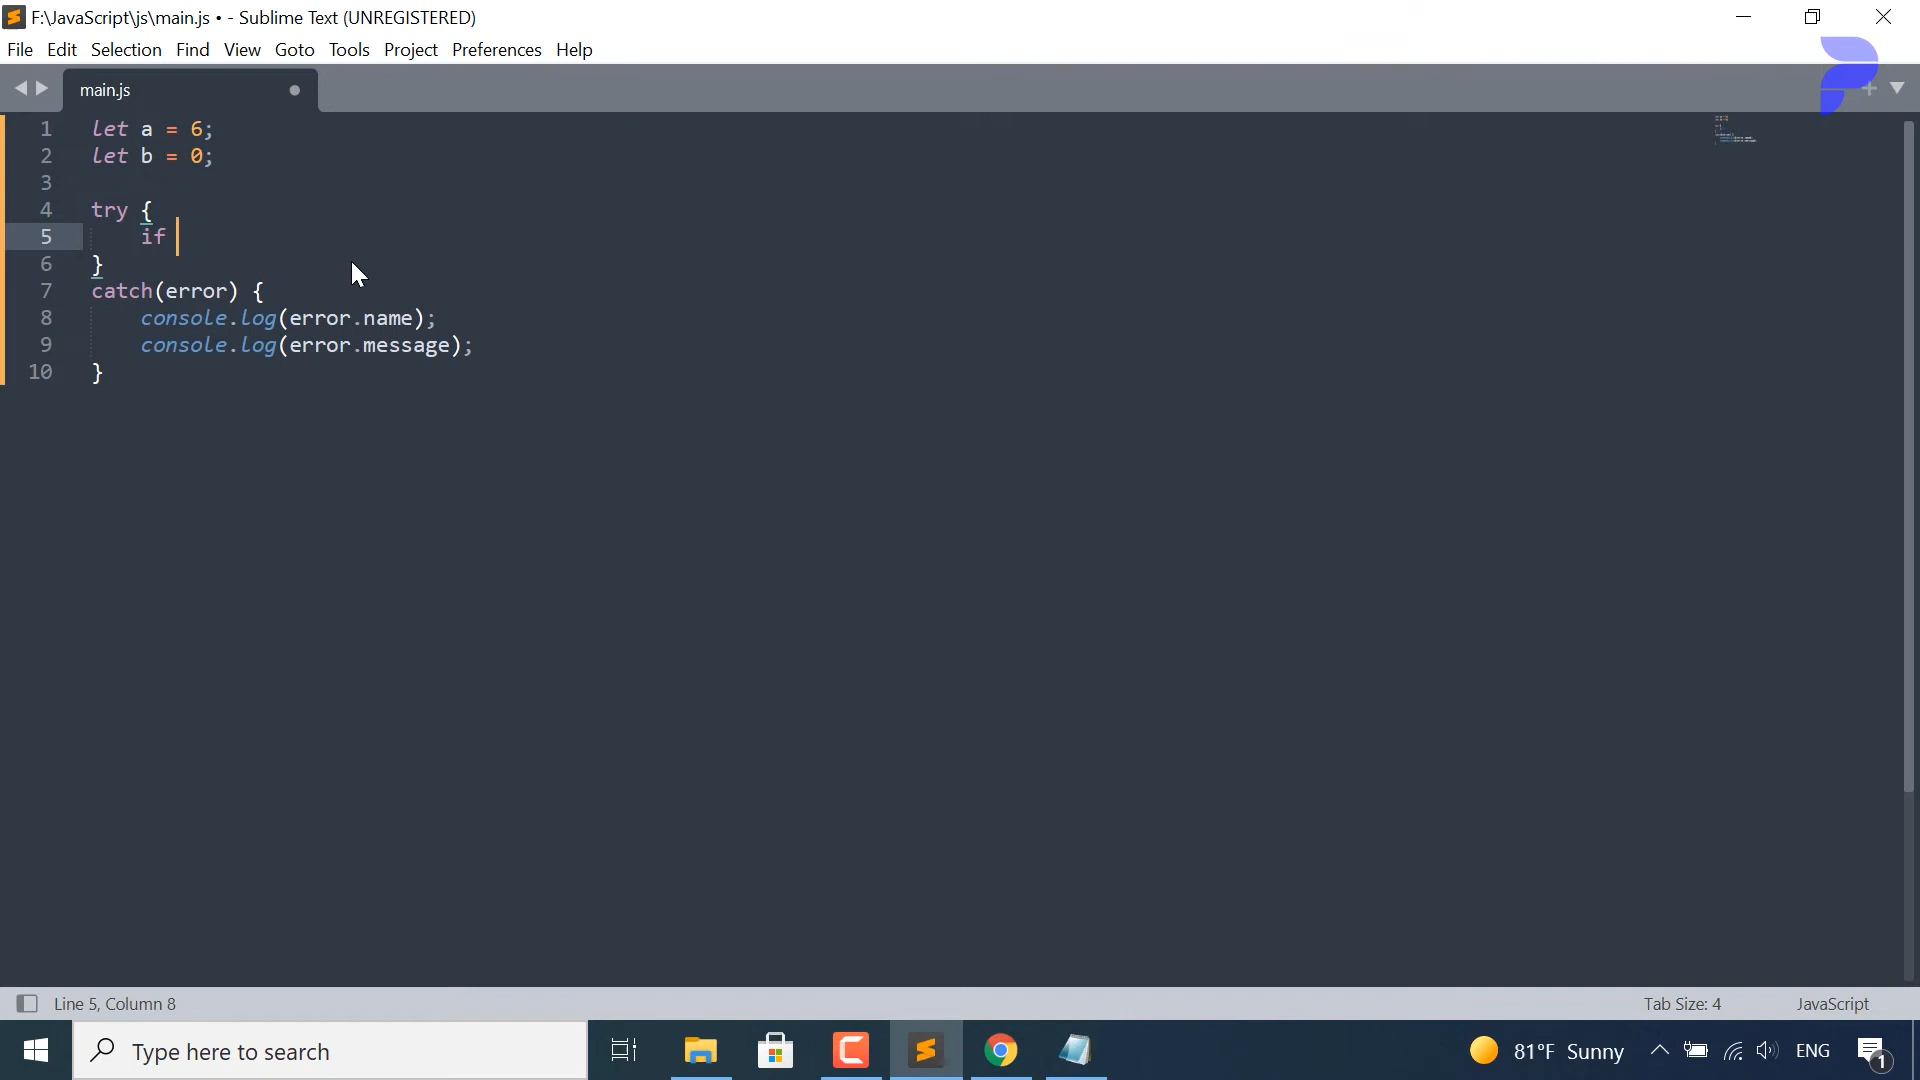 F:\JavaScript\js\main.js • - Sublime Text (UNREGISTERED)
File Edit Selection Find View Goto Tools Project Preferences Help
main.js
1 let a = 6;
2 let b = 0;
3
4 try {
5 if
6 }
7 catch(error) {
8 console.log(error.name);
9 console.log(error.message);
10 }
Line 5, Column 8 Tab Size: 4 JavaScript
Type here to search 81°F Sunny ENG 1